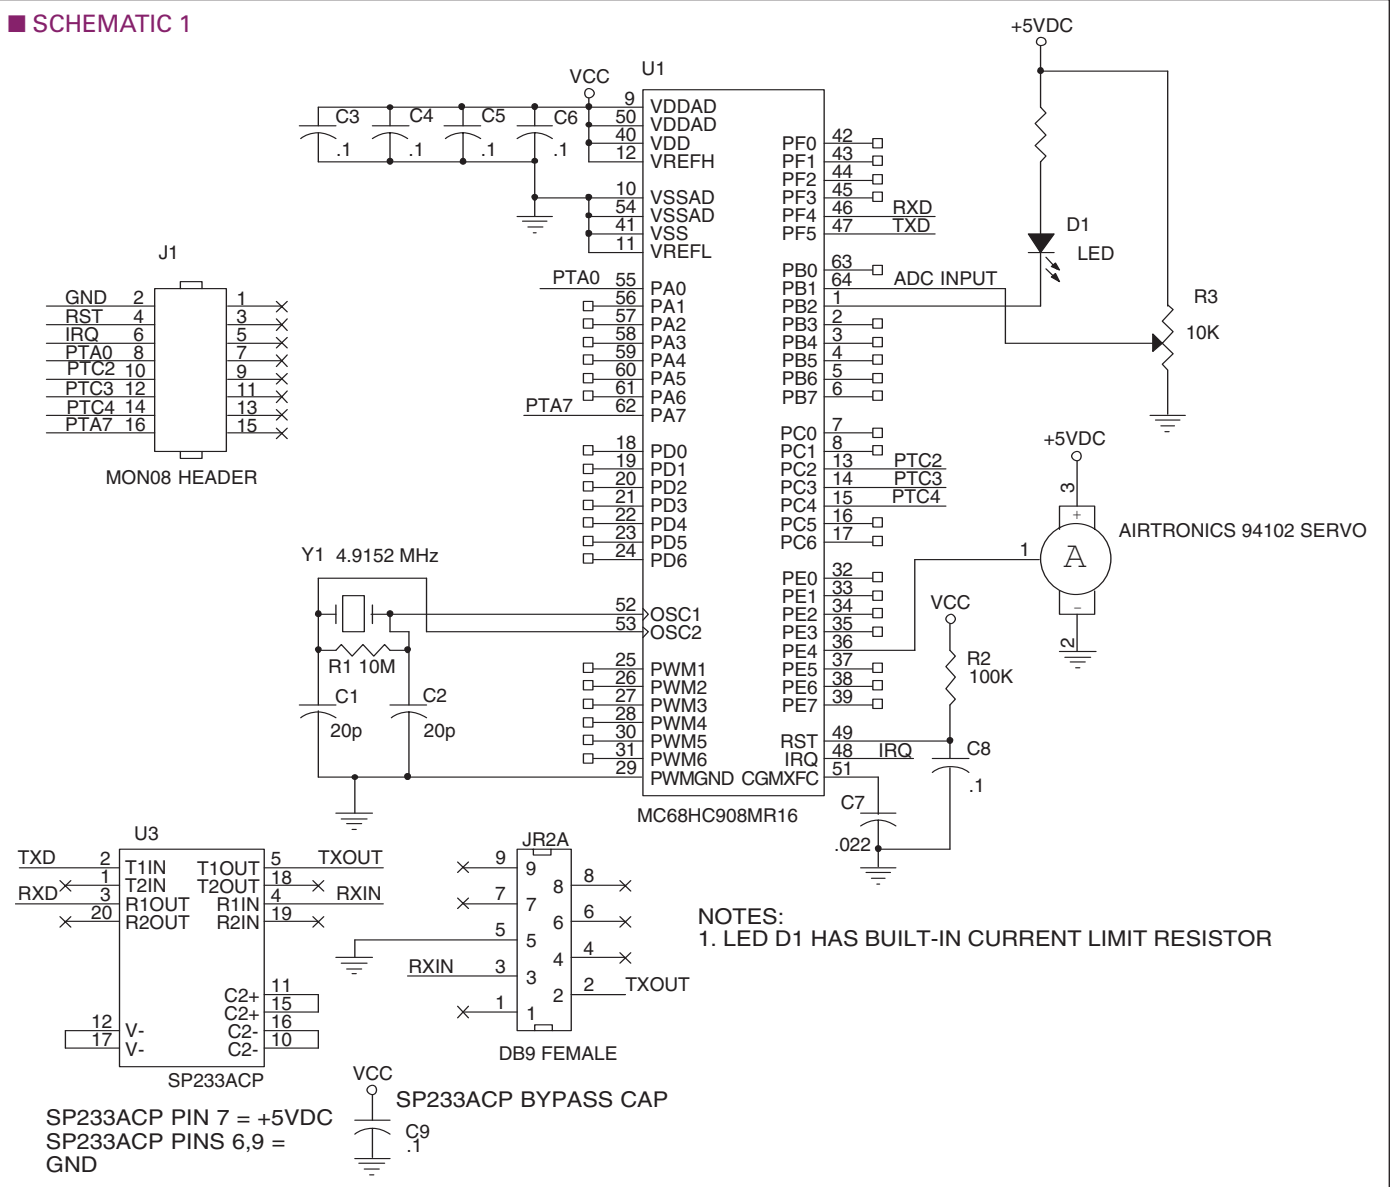 ■ SCHEMATIC 1
+5VDC
VCC
U1
C3 C4 C5 C6
.1 .1 .1 .1
9 VDDAD
50 VDDAD
40 VDD
12 VREFH
10 VSSAD
54 VSSAD
41 VSS
11 VREFL
PTA0 55 PA0
56 PA1
57 PA2
58 PA3
59 PA4
60 PA5
61 PA6
PTA7 62 PA7
18 PD0
19 PD1
20 PD2
21 PD3
22 PD4
23 PD5
24 PD6
52 OSC1
53 OSC2
25 PWM1
26 PWM2
27 PWM3
28 PWM4
30 PWM5
31 PWM6
29 PWMGND
PF0 42
PF1 43
PF2 44
PF3 45
PF4 46 RXD
PF5 47 TXD
PB0 63
PB1 64 ADC INPUT
PB2 1
PB3 2
PB4 3
PB5 4
PB6 5
PB7 6
PC0 7
PC1 8
PC2 13 PTC2
PC3 14 PTC3
PC4 15 PTC4
PC5 16
PC6 17
PE0 32
PE1 33
PE2 34
PE3 35
PE4 36
PE5 37
PE6 38
PE7 39
RST 49
IRQ 48 IRQ
CGMXFC 51
MC68HC908MR16
D1
LED
R3
10K
+5VDC
3
+
1 A
-
2
AIRTRONICS 94102 SERVO
VCC
R2
100K
C8
.1
C7
.022
J1
GND 2 1
RST 4 3
IRQ 6 5
PTA0 8 7
PTC2 10 9
PTC3 12 11
PTC4 14 13
PTA7 16 15
MON08 HEADER
Y1 4.9152 MHz
R1 10M
C1 C2
20p 20p
U3
TXD 2 T1IN T1OUT 5 TXOUT
1 T2IN T2OUT 18
RXD 3 R1OUT R1IN 4 RXIN
20 R2OUT R2IN 19
C2+ 11
C2+ 15
12 V- C2- 16
17 V- C2- 10
SP233ACP
JR2A
9 9
8 8
7 7
6 6
5 5
4 4
RXIN 3 3
2 2 TXOUT
1 1
DB9 FEMALE
NOTES:
1. LED D1 HAS BUILT-IN CURRENT LIMIT RESISTOR
SP233ACP PIN 7 = +5VDC
SP233ACP PINS 6,9 =
GND
VCC
SP233ACP BYPASS CAP
C9
.1